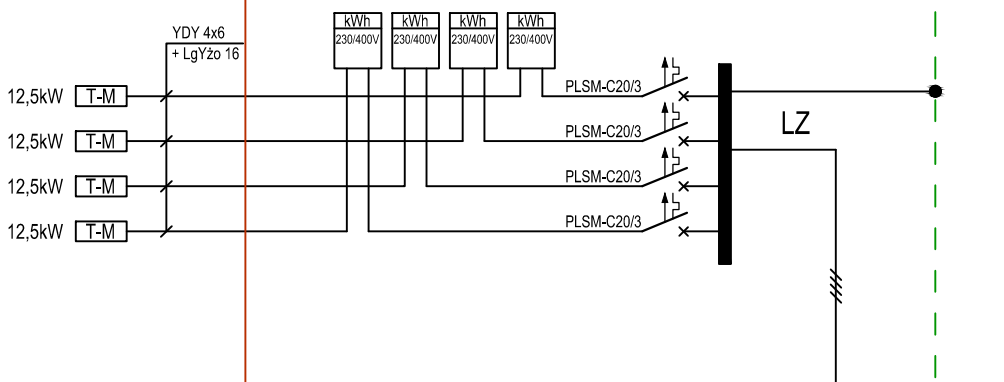 YDY 4x6
+ LgYżo 16
kWh
230/400V
kWh
230/400V
kWh
230/400V
kWh
230/400V
12,5kW T-M
PLSM-C20/3
12,5kW T-M
PLSM-C20/3
12,5kW T-M
PLSM-C20/3
12,5kW T-M
PLSM-C20/3
LZ